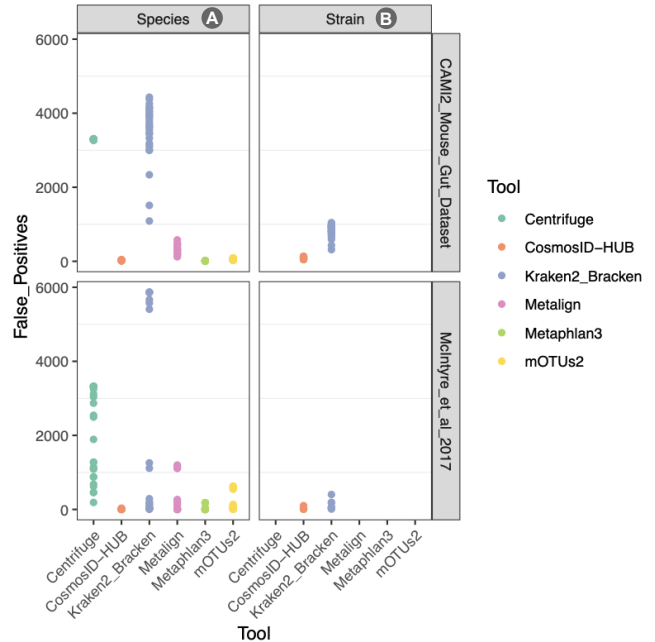 Species A
Strain B
False_Positives
6000
4000
2000
0
CAMI2_Mouse_Gut_Dataset
6000
4000
2000
0
McIntyre_et_al_2017
Centrifuge
CosmosID-HUB
Kraken2_Bracken
Metalign
Metaphlan3
mOTUs2
Centrifuge
CosmosID-HUB
Kraken2_Bracken
Metalign
Metaphlan3
mOTUs2
Tool
Tool
Centrifuge
CosmosID-HUB
Kraken2_Bracken
Metalign
Metaphlan3
mOTUs2